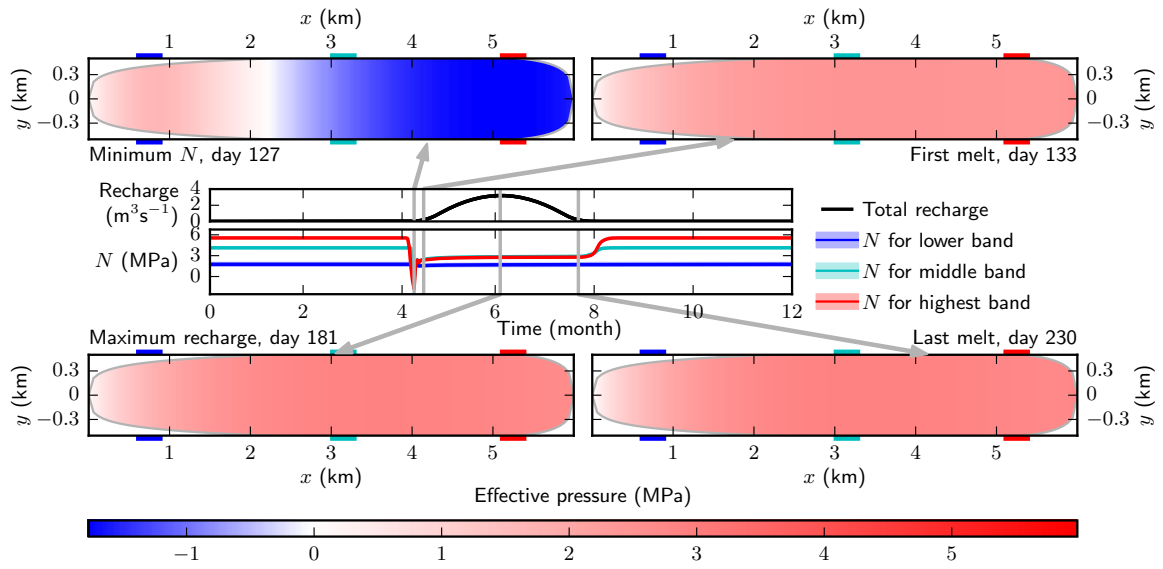 x (km) x (km)
1 2 3 4 5 1 2 3 4 5
y (km) 0.3 0 −0.3 0.3 0 −0.3 y (km)
Minimum N, day 127 First melt, day 133
Recharge
(m³s⁻¹)
4
2
0
Total recharge
N (MPa)
6
3
0
N for lower band
N for middle band
N for highest band
0 2 4 6 8 10 12
Time (month)
Maximum recharge, day 181 Last melt, day 230
y (km) 0.3 0 −0.3 0.3 0 −0.3 y (km)
1 2 3 4 5 1 2 3 4 5
x (km) x (km)
Effective pressure (MPa)
−1 0 1 2 3 4 5